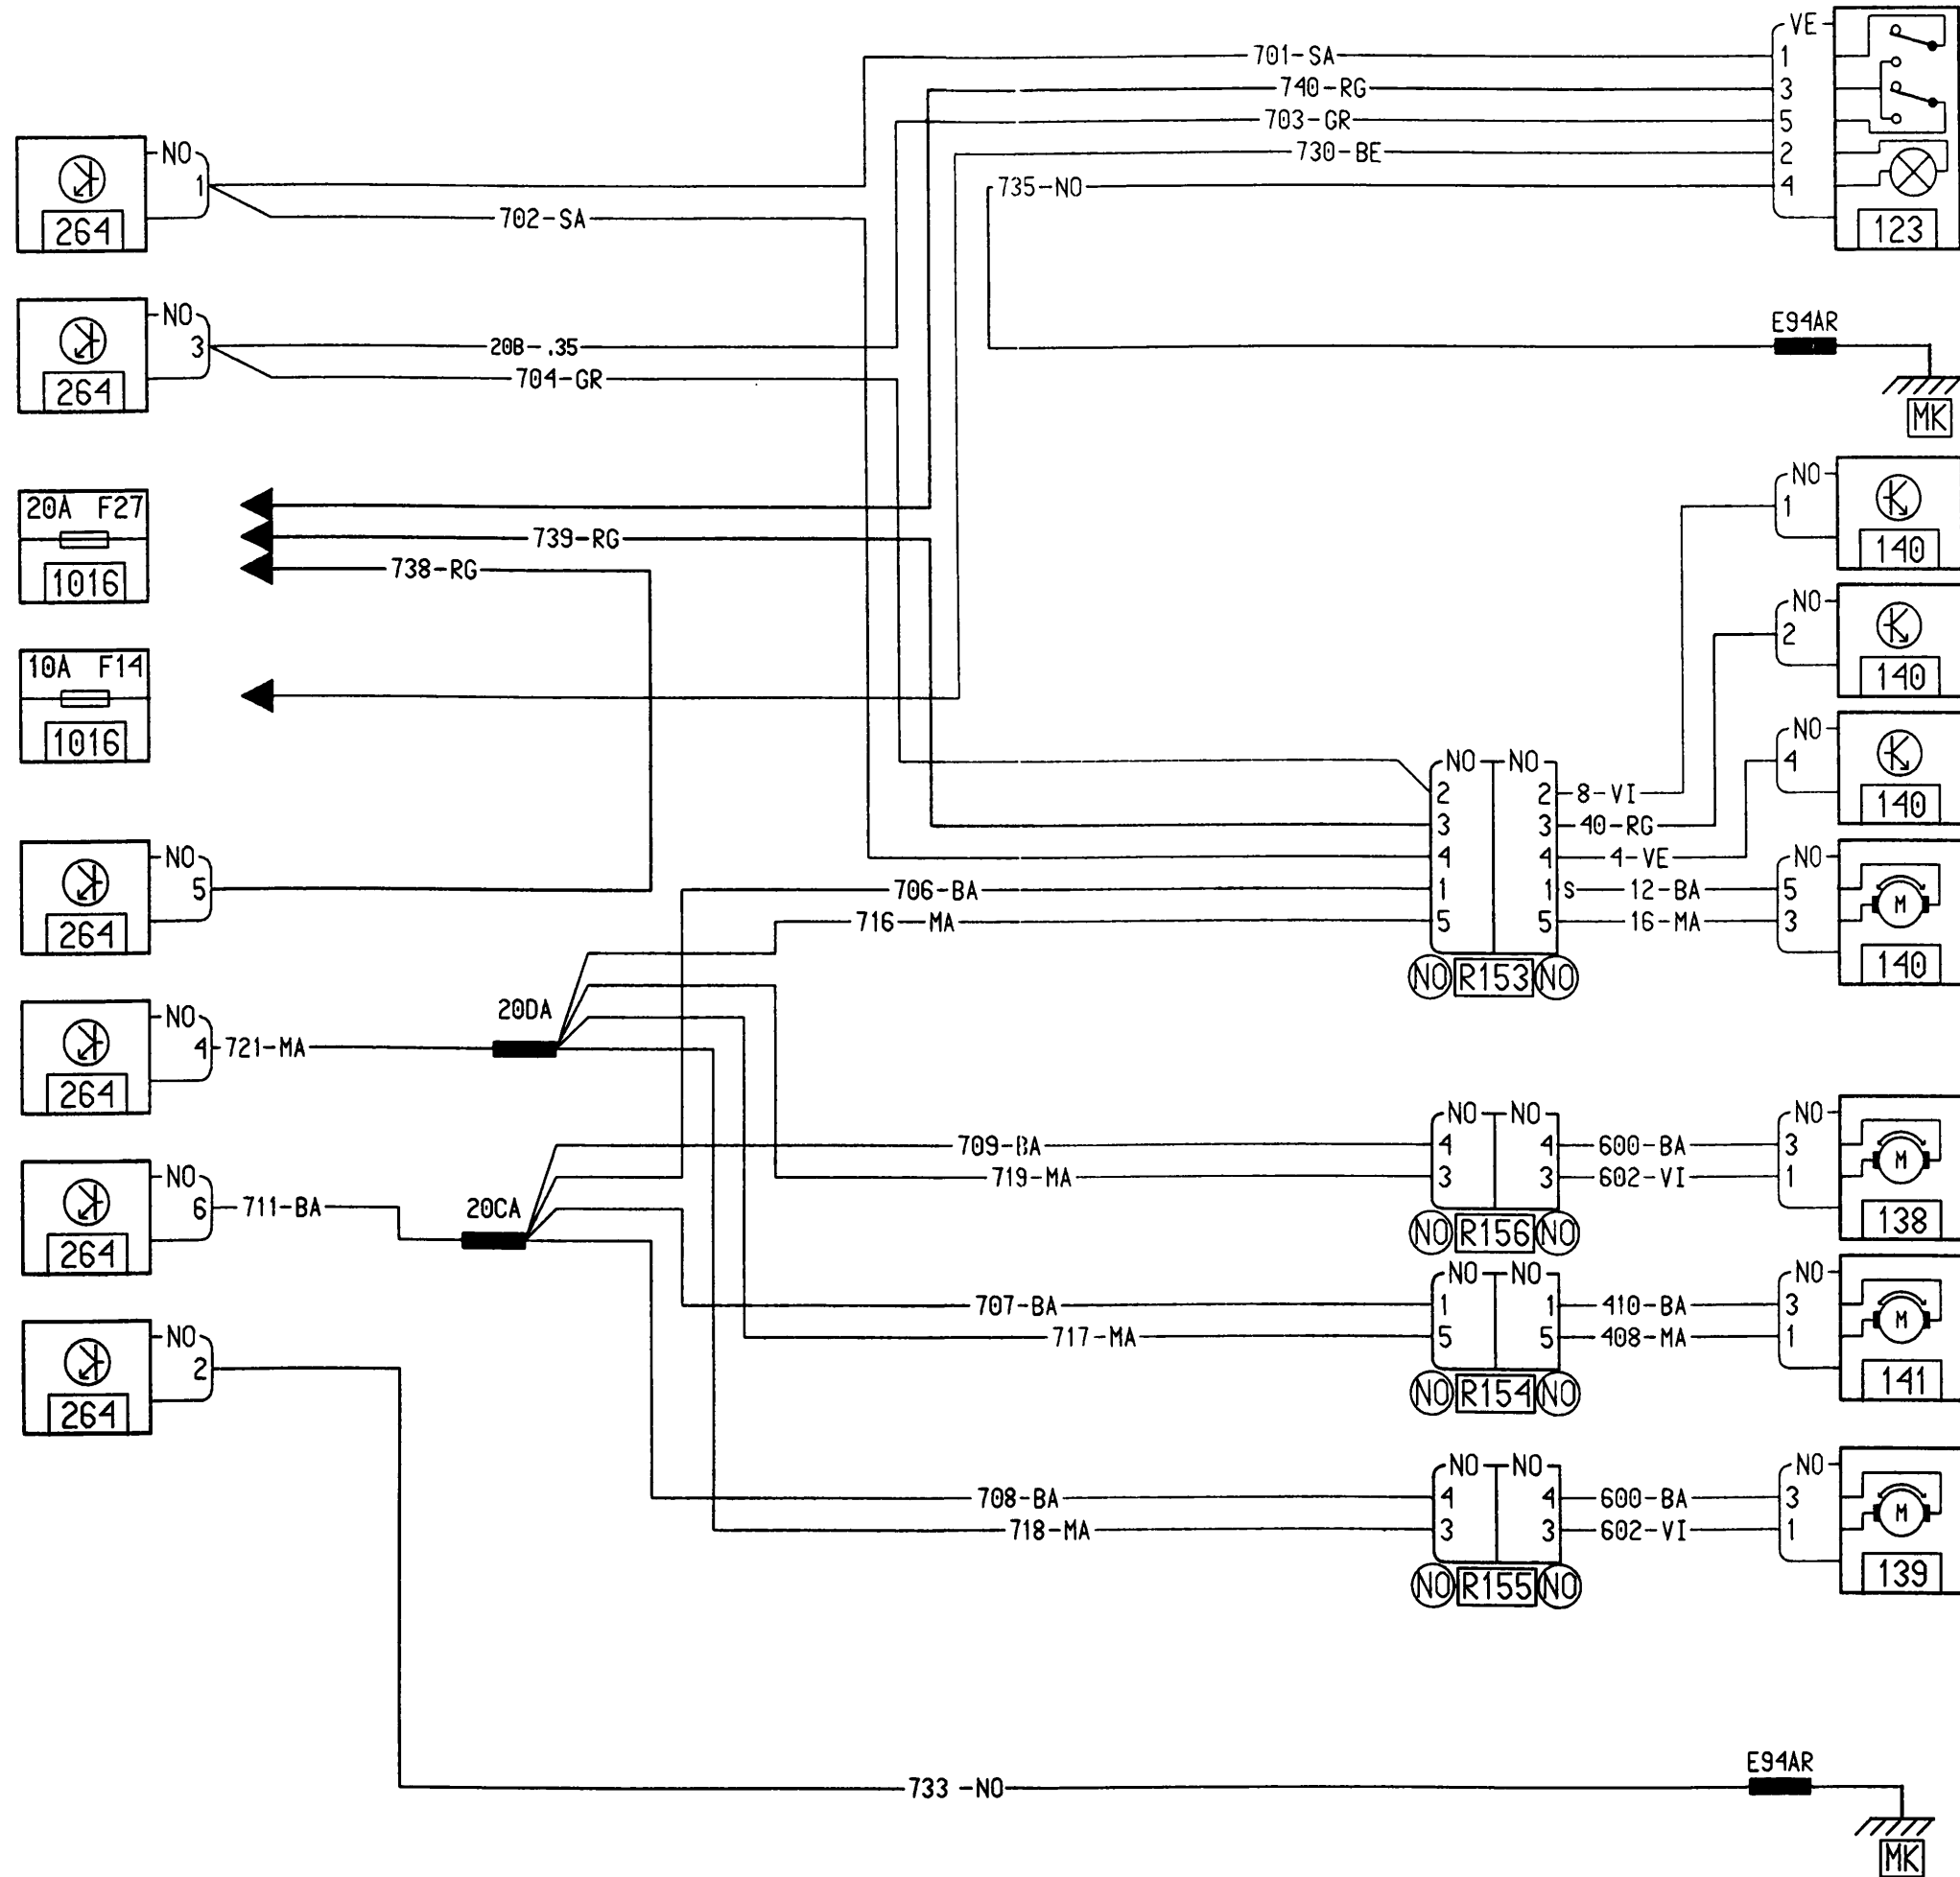 701-SA
VE
1
740-RG
3
703-GR
5
730-BE
2
735-NO
4
123
NO
1
264
702-SA
NO
3
264
20B- .35
704-GR
E94AR
MK
20A F27
1016
739-RG
738-RG
10A F14
1016
NO
1
140
NO
2
140
NO
4
140
NO NO
2 2 8-VI
3 3 40-RG
4 4 4-VE
706-BA 1 1 S 12-BA 5
716-MA 5 5 16-MA 3
NO
140
NO R153 NO
NO
5
264
NO
4 721-MA
264
20DA
NO
6 711-BA
264
20CA
NO NO NO
709-BA 4 4 600-BA 3
719-MA 3 3 602-VI 1
138
NO R156 NO
NO NO NO
707-BA 1 1 410-BA 3
717-MA 5 5 408-MA 1
141
NO R154 NO
NO
2
264
NO NO NO
708-BA 4 4 600-BA 3
718-MA 3 3 602-VI 1
139
NO R155 NO
M
M
M
M
733 -NO
E94AR
MK